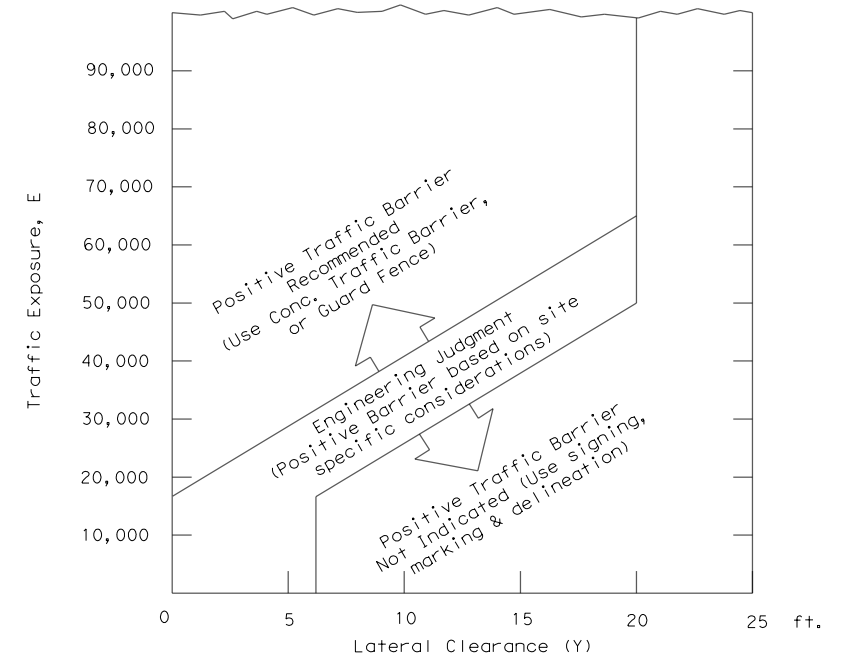 90,000
80,000
70,000
60,000
50,000
40,000
30,000
20,000
10,000
Traffic Exposure, E
Positive Traffic Barrier
Recommended
(Use Conc. Traffic Barrier,
or Guard Fence)
Engineering Judgment
(Positive Barrier based on site
specific considerations)
Positive Traffic Barrier
Not Indicated (Use signing,
marking & delineation)
0 5 10 15 20 25 ft.
Lateral Clearance (Y)